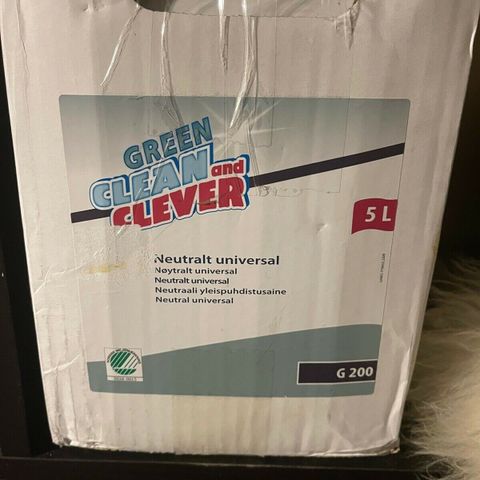 GREEN
CLEAN and
CLEVER
5 L
Neutralt universal
Nøytralt universal
Neutralt universal
Neutraali yleispuhdistusaine
Neutral universal
G 200